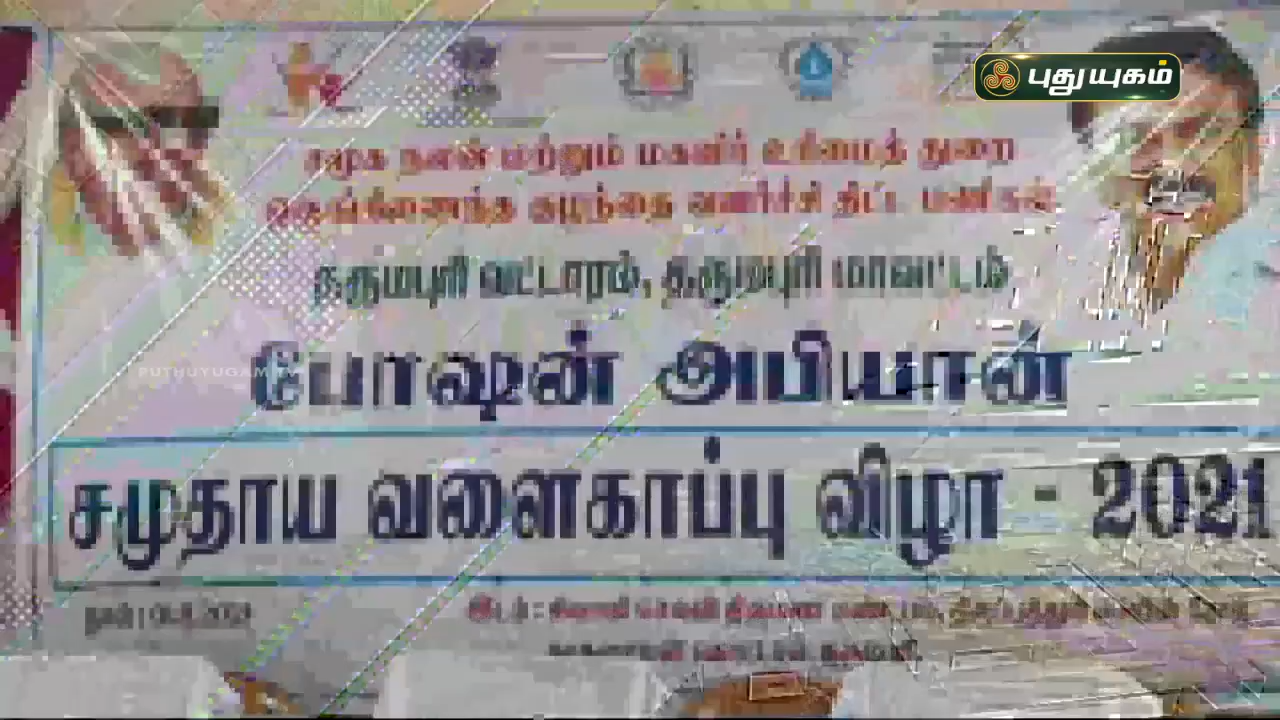 புதுயுகம்
சமூக நலன் மற்றும் மகளிர் உரிமைத் துறை
ஒருங்கிணைந்த குழந்தை வளர்ச்சி திட்ட பணிகள்
தருமபுரி வட்டாரம், தருமபுரி மாவட்டம்
போஷன் அபியான்
PUTHUYUGAM TV
சமுதாய வளைகாப்பு விழா - 2021
நாள் :
இடம் :